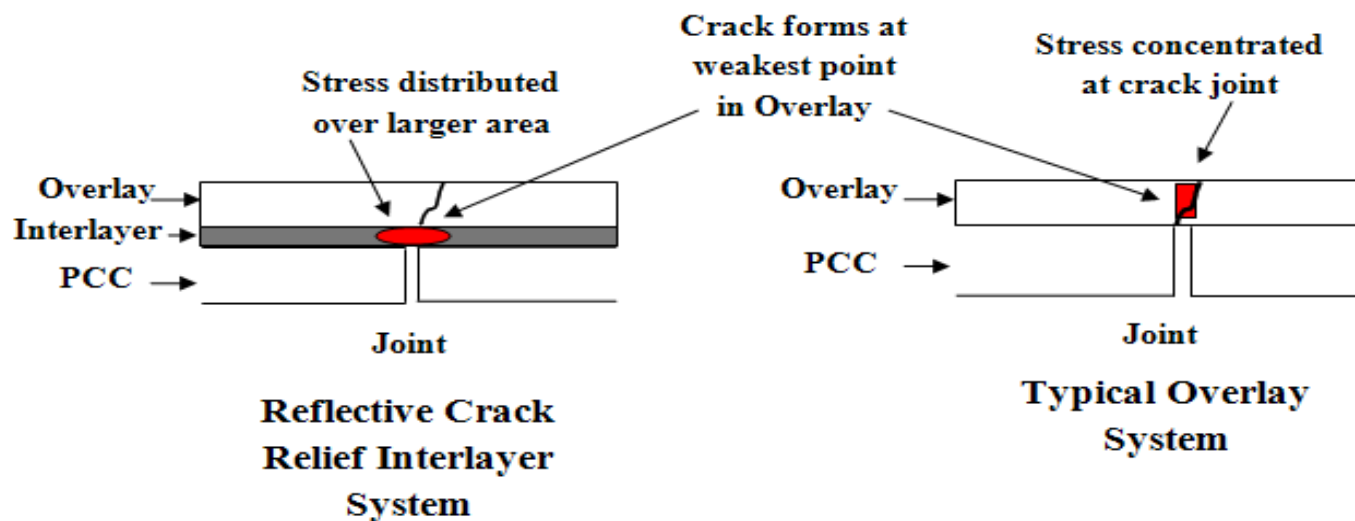 Crack forms at
weakest point
in Overlay
Stress distributed
over larger area
Stress concentrated
at crack joint
Overlay
Interlayer
PCC
Joint
Reflective Crack
Relief Interlayer
System
Overlay
PCC
Joint
Typical Overlay
System